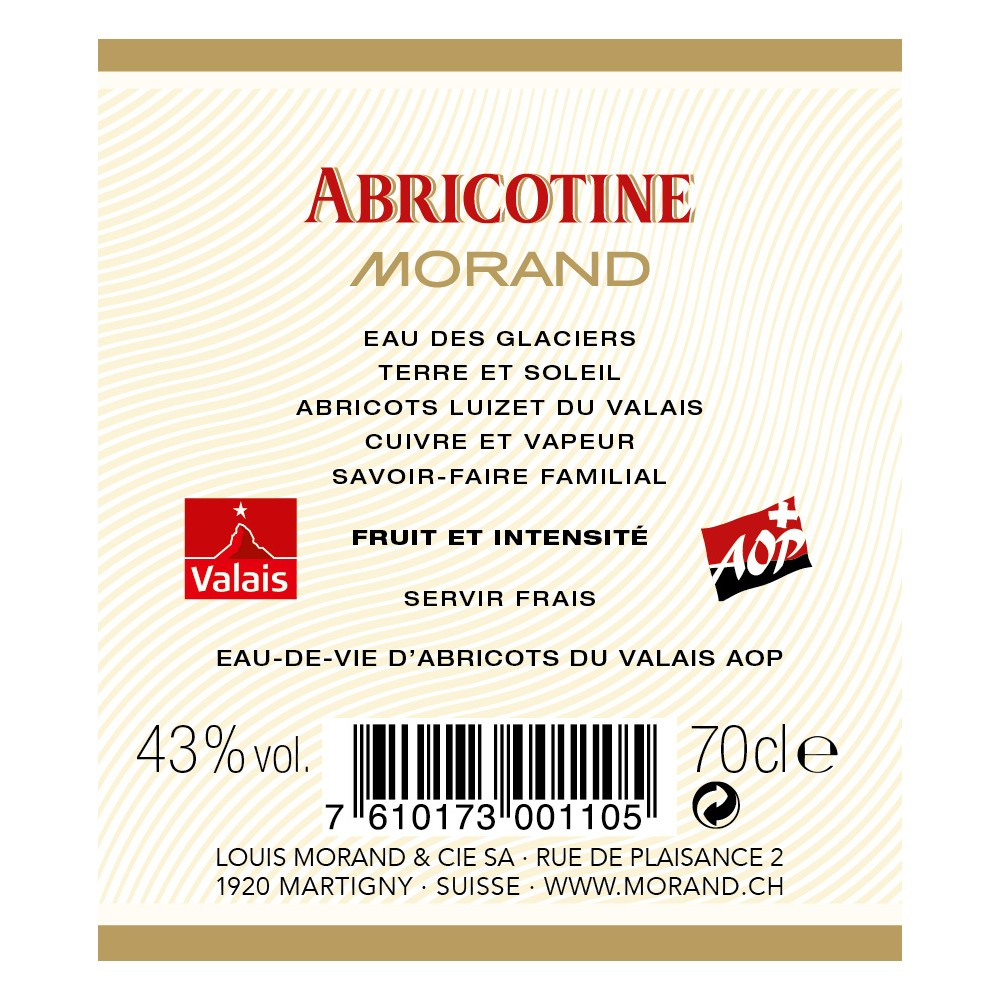 ABRICOTINE
MORAND
EAU DES GLACIERS
TERRE ET SOLEIL
ABRICOTS LUIZET DU VALAIS
CUIVRE ET VAPEUR
SAVOIR-FAIRE FAMILIAL
Valais
FRUIT ET INTENSITÉ
AOP
SERVIR FRAIS
EAU-DE-VIE D’ABRICOTS DU VALAIS AOP
43% vol.
70cl ℮
7 610173 001105
LOUIS MORAND & CIE SA · RUE DE PLAISANCE 2
1920 MARTIGNY · SUISSE · WWW.MORAND.CH